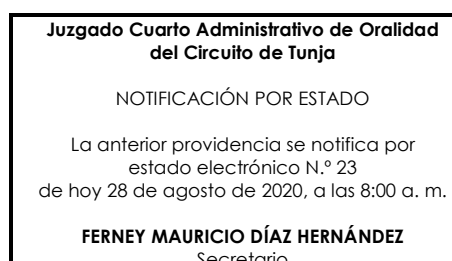 Juzgado Cuarto Administrativo de Oralidad
del Circuito de Tunja
NOTIFICACIÓN POR ESTADO
La anterior providencia se notifica por
estado electrónico N.º 23
de hoy 28 de agosto de 2020, a las 8:00 a. m.
FERNEY MAURICIO DÍAZ HERNÁNDEZ
Secretario